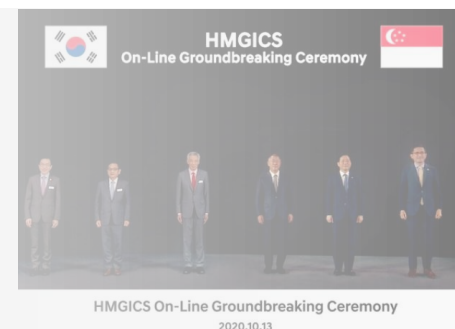 HMGICS
On-Line Groundbreaking Ceremony
HMGICS On-Line Groundbreaking Ceremony
2020.10.13